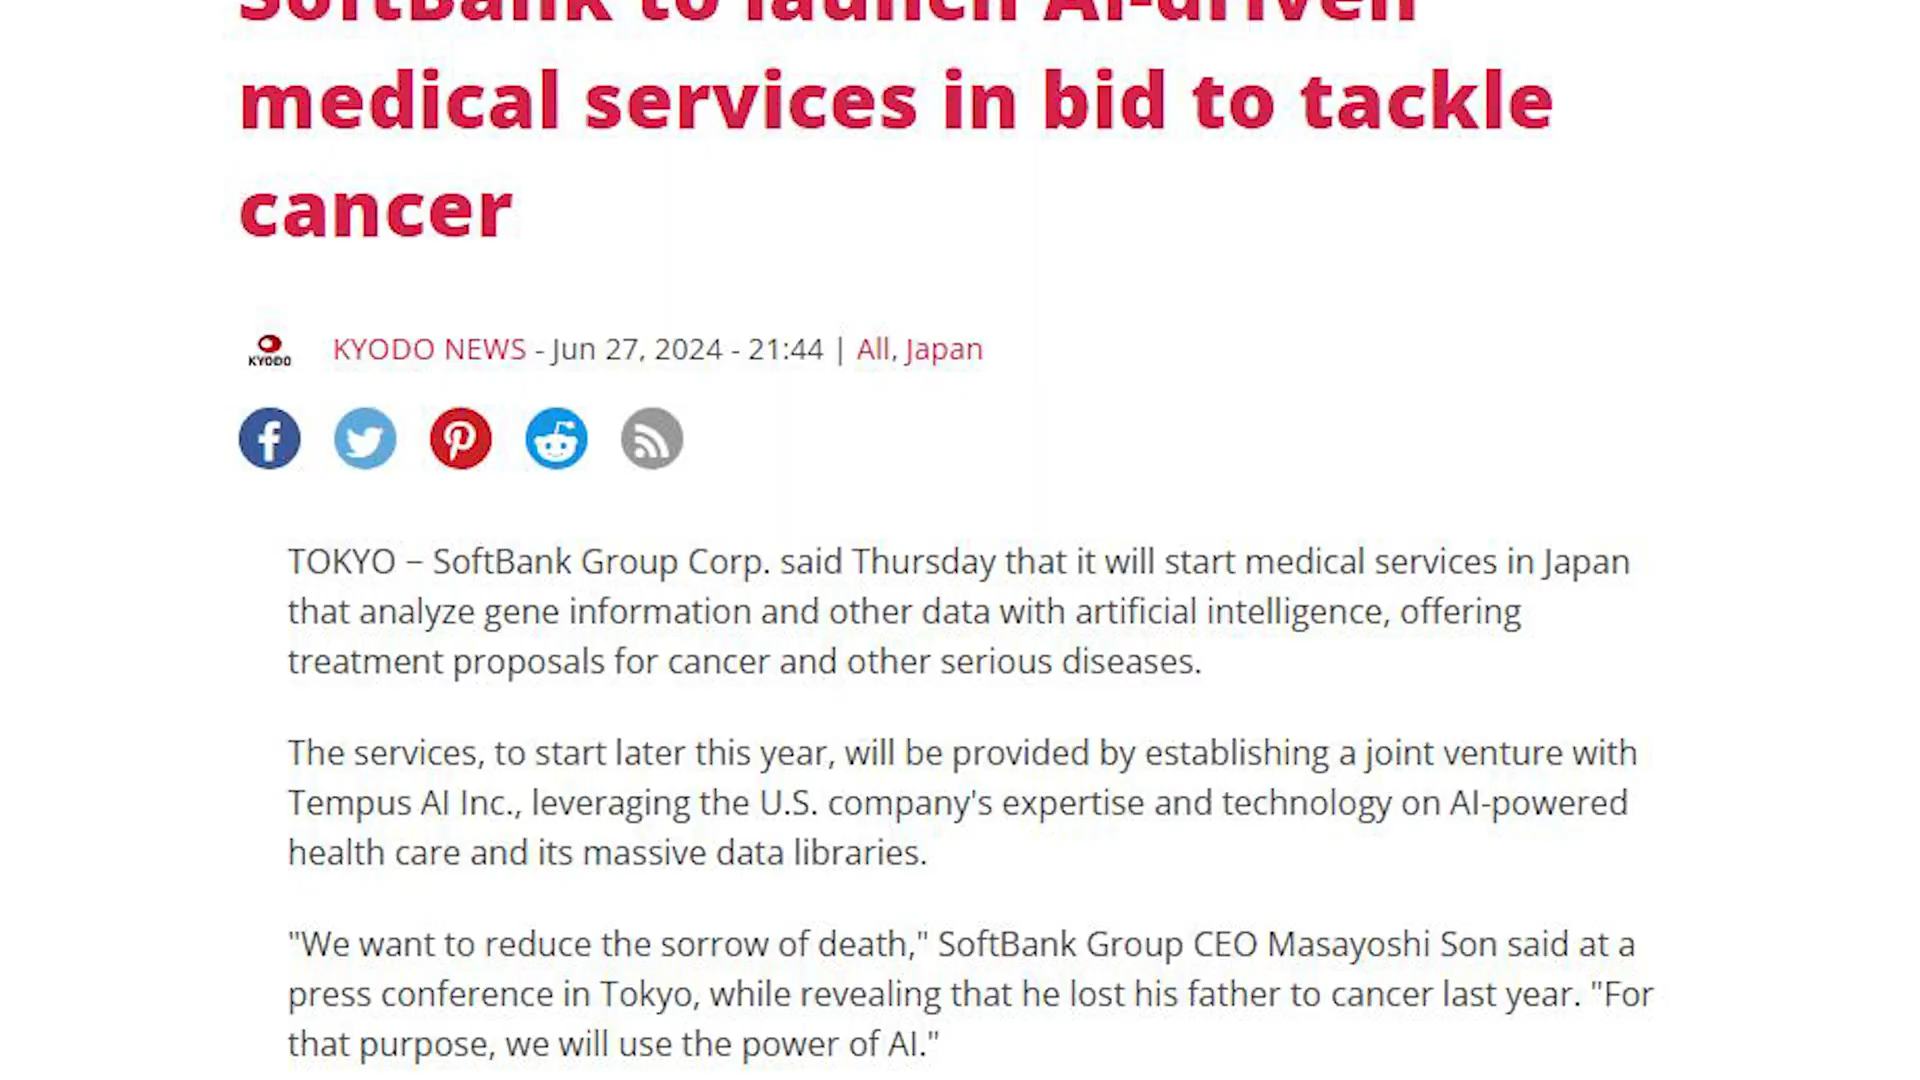 SoftBank to launch AI-driven
medical services in bid to tackle
cancer
KYODO
KYODO NEWS - Jun 27, 2024 - 21:44 | All, Japan
TOKYO – SoftBank Group Corp. said Thursday that it will start medical services in Japan
that analyze gene information and other data with artificial intelligence, offering
treatment proposals for cancer and other serious diseases.
The services, to start later this year, will be provided by establishing a joint venture with
Tempus AI Inc., leveraging the U.S. company's expertise and technology on AI-powered
health care and its massive data libraries.
"We want to reduce the sorrow of death," SoftBank Group CEO Masayoshi Son said at a
press conference in Tokyo, while revealing that he lost his father to cancer last year. "For
that purpose, we will use the power of AI."